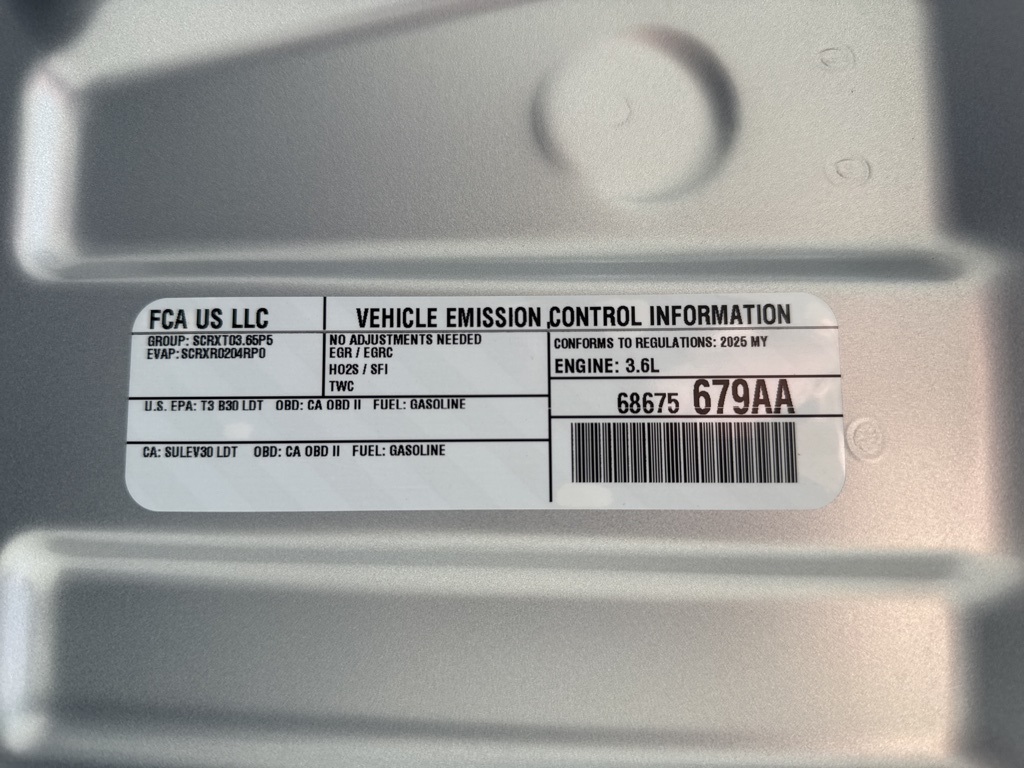 FCA US LLC
VEHICLE EMISSION CONTROL INFORMATION
GROUP: SCRXT03.65P5
EVAP: SCRXR0204RP0
NO ADJUSTMENTS NEEDED
EGR / EGRC
HO2S / SFI
TWC
CONFORMS TO REGULATIONS: 2025 MY
ENGINE: 3.6L
68675 679AA
U.S. EPA: T3 B30 LDT OBD: CA OBD II FUEL: GASOLINE
CA: SULEV30 LDT OBD: CA OBD II FUEL: GASOLINE